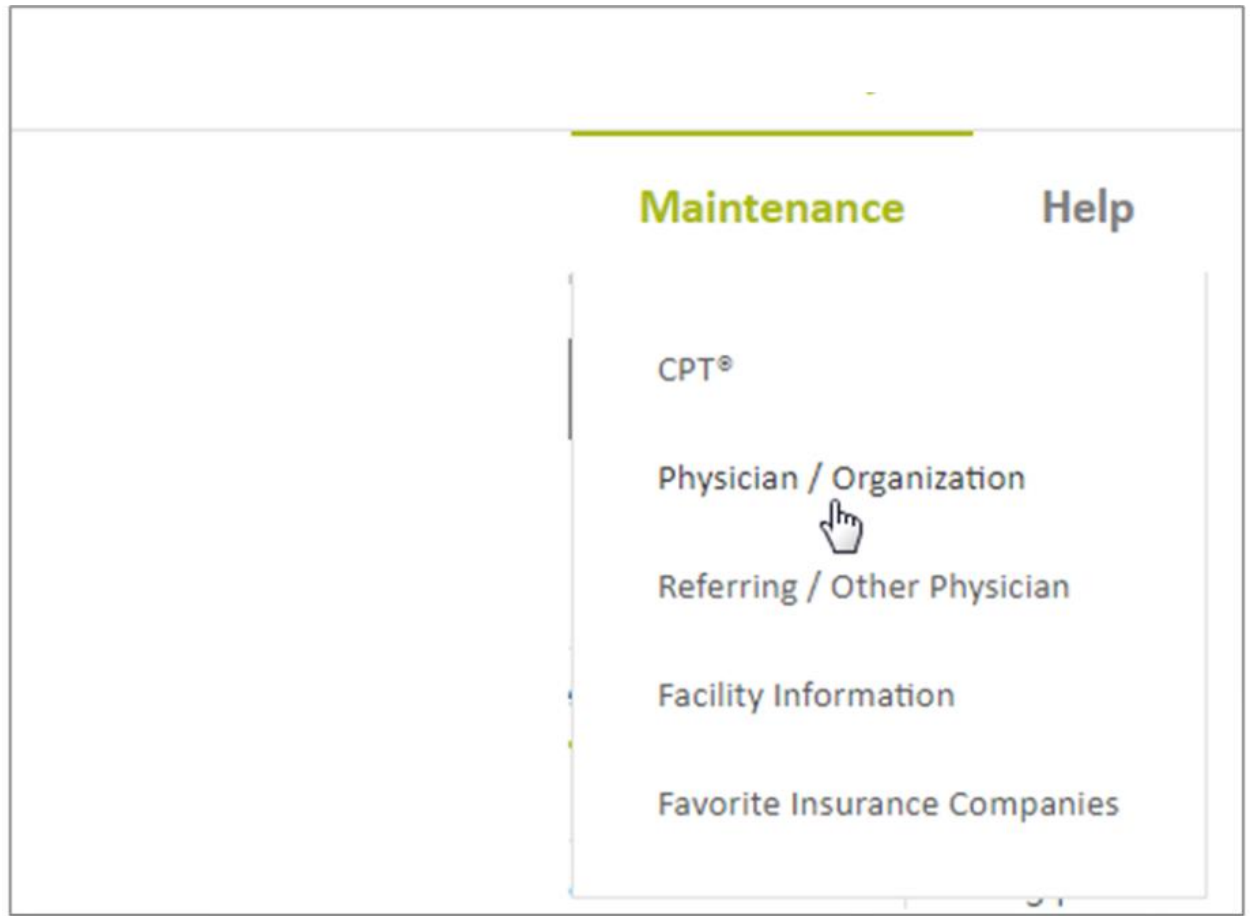 Maintenance Help
CPT®
Physician / Organization
Referring / Other Physician
Facility Information
Favorite Insurance Companies